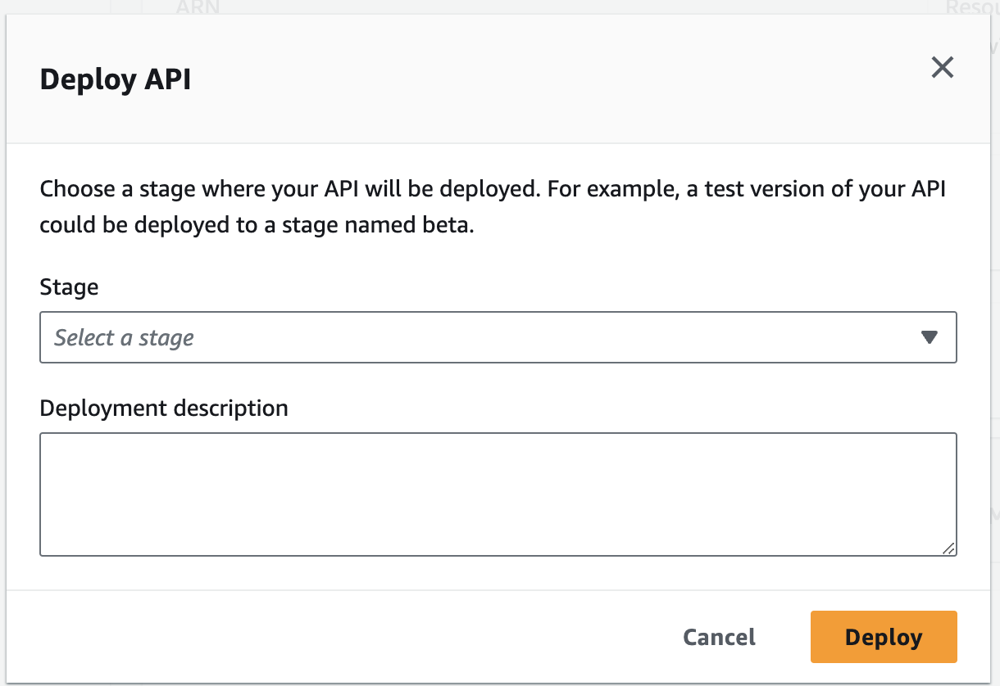 ARN
Deploy API
Choose a stage where your API will be deployed. For example, a test version of your API
could be deployed to a stage named beta.
Stage
Select a stage
Deployment description
Cancel
Deploy